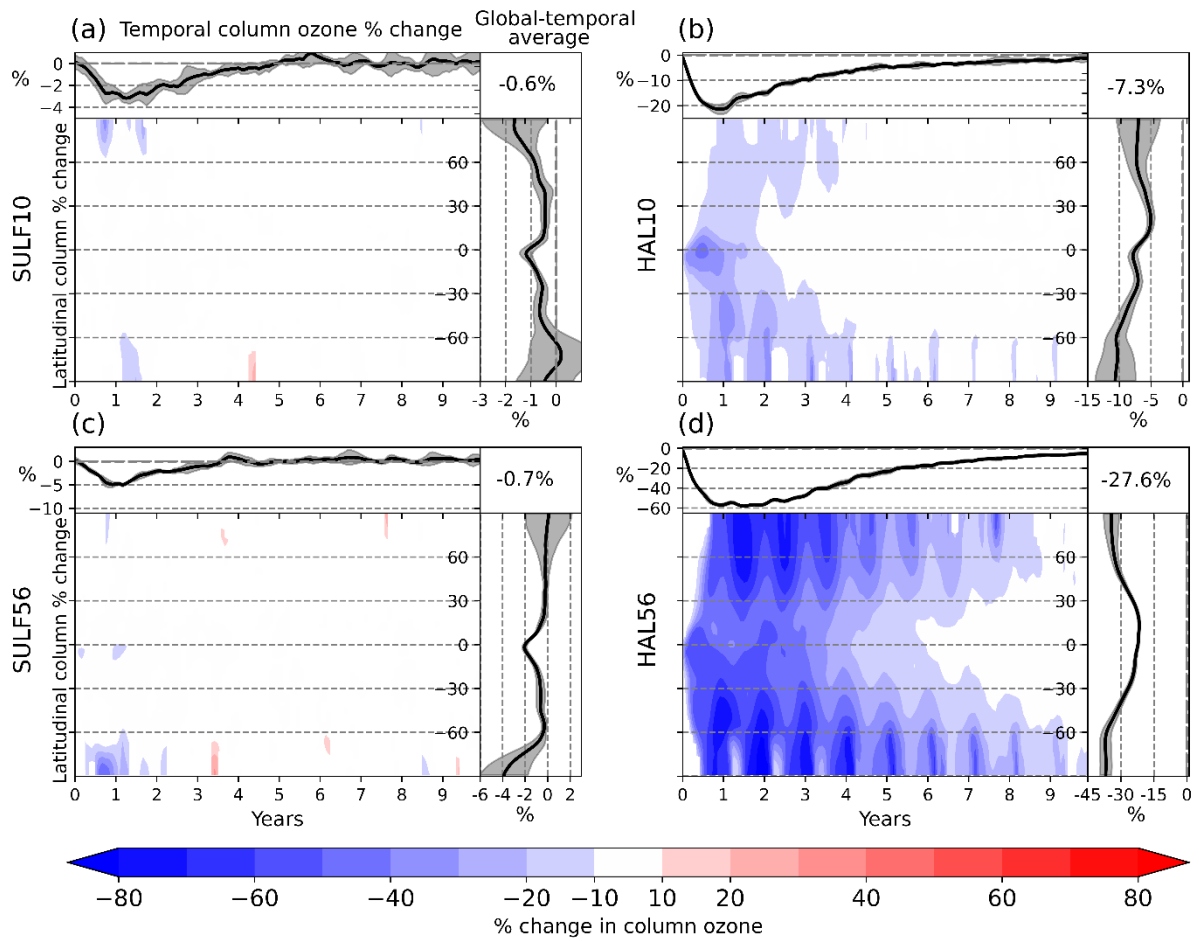 (a) Temporal column ozone % change
Global-temporal
average
(b)
%
0
−2
−4
-0.6%
SULF10
Latitudinal column % change
60
30
0
−30
−60
0 1 2 3 4 5 6 7 8 9
-3 -2 -1 0
%
%
0
−10
−20
-7.3%
HAL10
60
30
0
−30
−60
0 1 2 3 4 5 6 7 8 9
-15 -10 -5 0
%
(c)
(d)
%
0
−5
−10
-0.7%
SULF56
Latitudinal column % change
60
30
0
−30
−60
0 1 2 3 4 5 6 7 8 9
Years
-6 -4 -2 0 2
%
%
0
−20
−40
−60
-27.6%
HAL56
60
30
0
−30
−60
0 1 2 3 4 5 6 7 8 9
Years
-45 -30 -15 0
%
−80 −60 −40 −20 −10 10 20 40 60 80
% change in column ozone